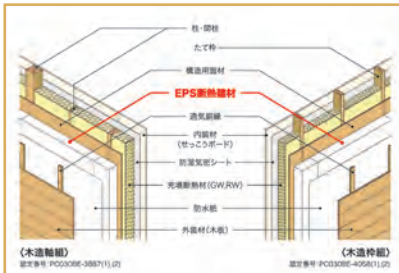 柱・間柱
たて枠
構造用面材
EPS断熱建材
通気胴縁
内装材
(せっこうボード)
防湿気密シート
充填断熱材(GW,RW)
防水紙
外装材(木板)
〈木造軸組〉
認定番号:PC030BE-3887(1),(2)
〈木造枠組〉
認定番号:PC030BE-4058(1),(2)